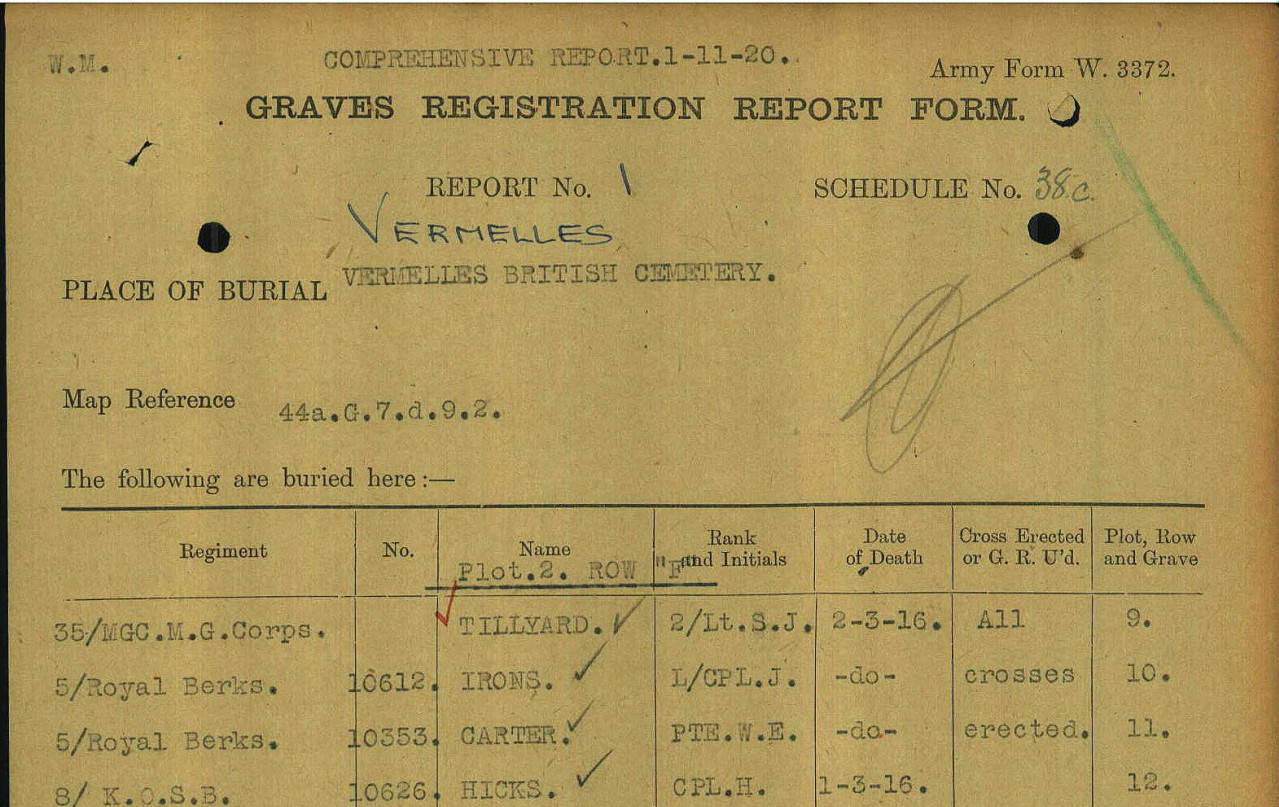 W.M. COMPREHENSIVE REPORT.1-11-20. Army Form W. 3372.
GRAVES REGISTRATION REPORT FORM.
REPORT No. 1 SCHEDULE No. 38c.
VERMELLES
PLACE OF BURIAL VERMELLES BRITISH CEMETERY.
Map Reference 44a.G.7.d.9.2.
The following are buried here :—
Regiment No. Name Rank and Initials Date of Death Cross Erected or G. R. U'd. Plot, Row and Grave
Plot.2. ROW "F"
35/MGC.M.G.Corps. TILLYARD. 2/Lt.S.J. 2-3-16. All 9.
5/Royal Berks. 10612. IRONS. L/CPL.J. -do- crosses 10.
5/Royal Berks. 10353. CARTER. PTE.W.E. -do- erected. 11.
8/ K.O.S.B. 10626. HICKS. CPL.H. 1-3-16. 12.